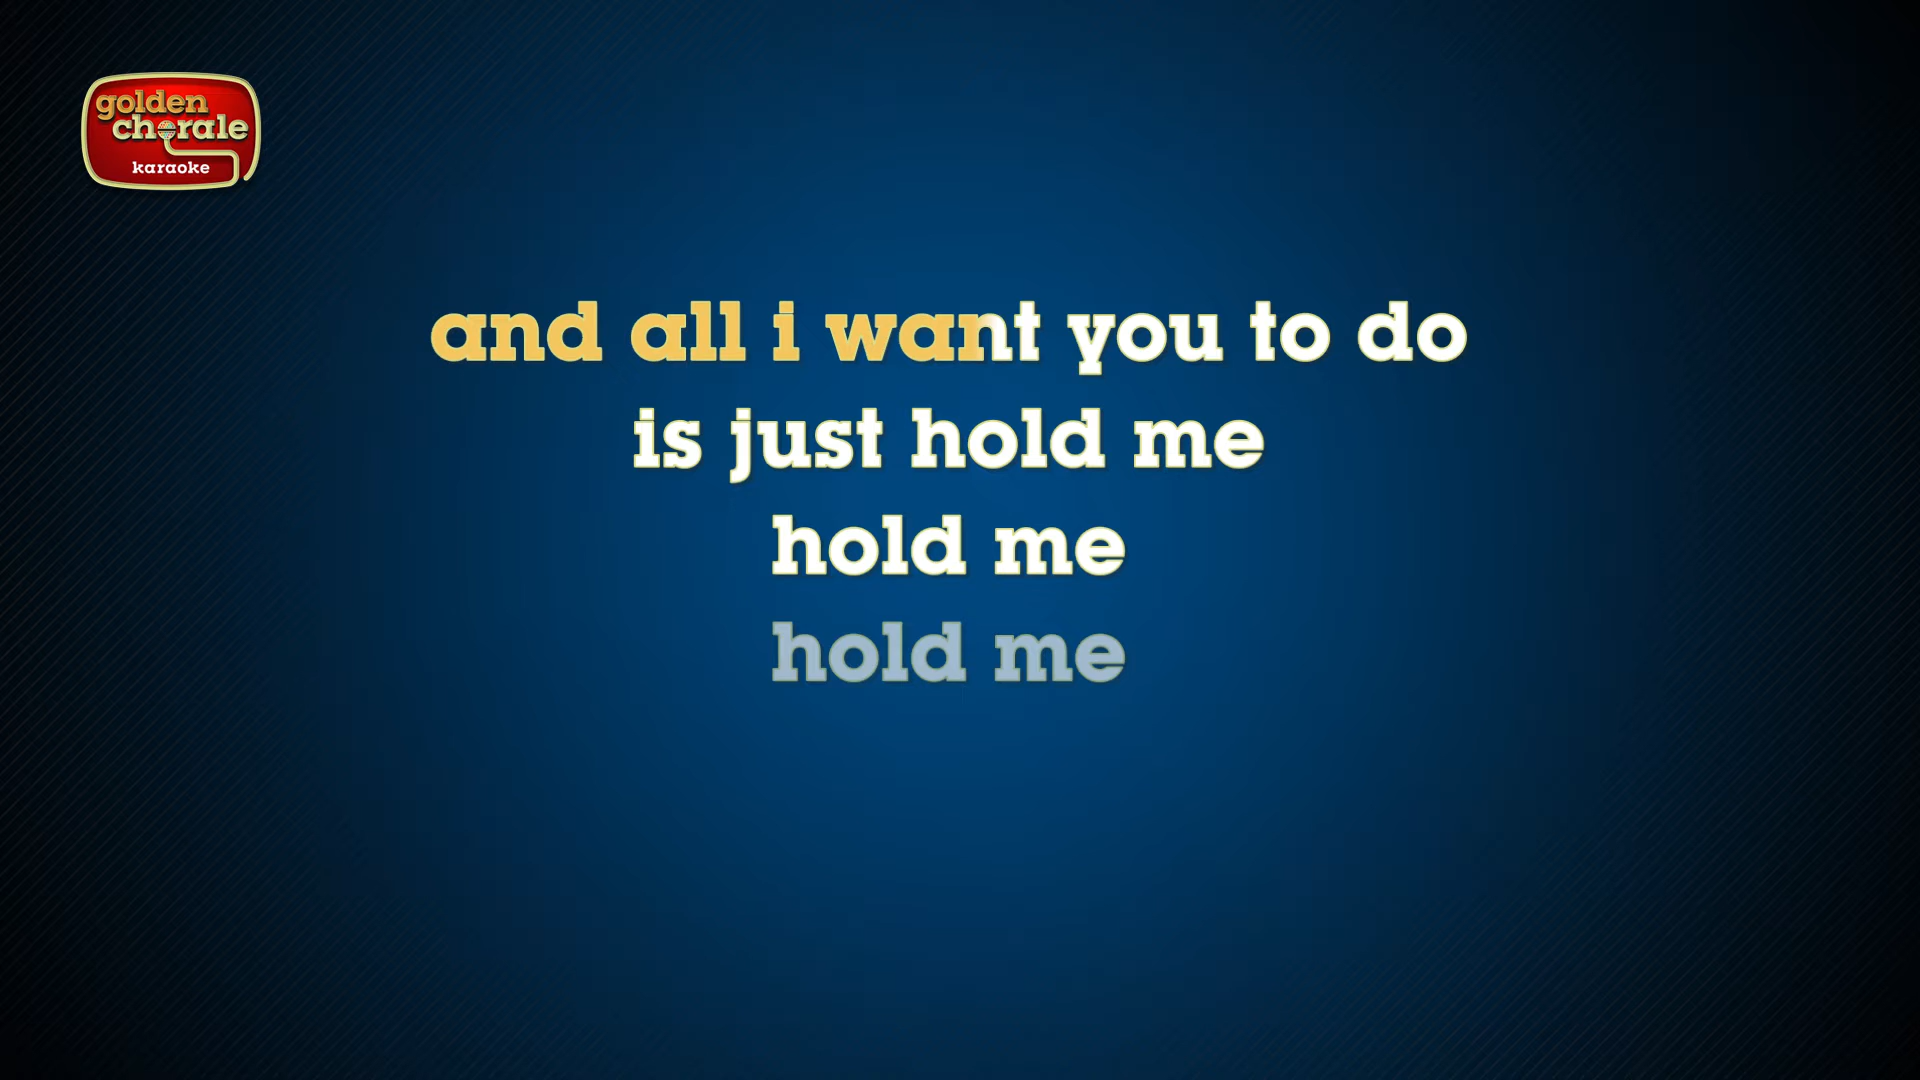 golden
chorale
karaoke
and all i want you to do
is just hold me
hold me
hold me